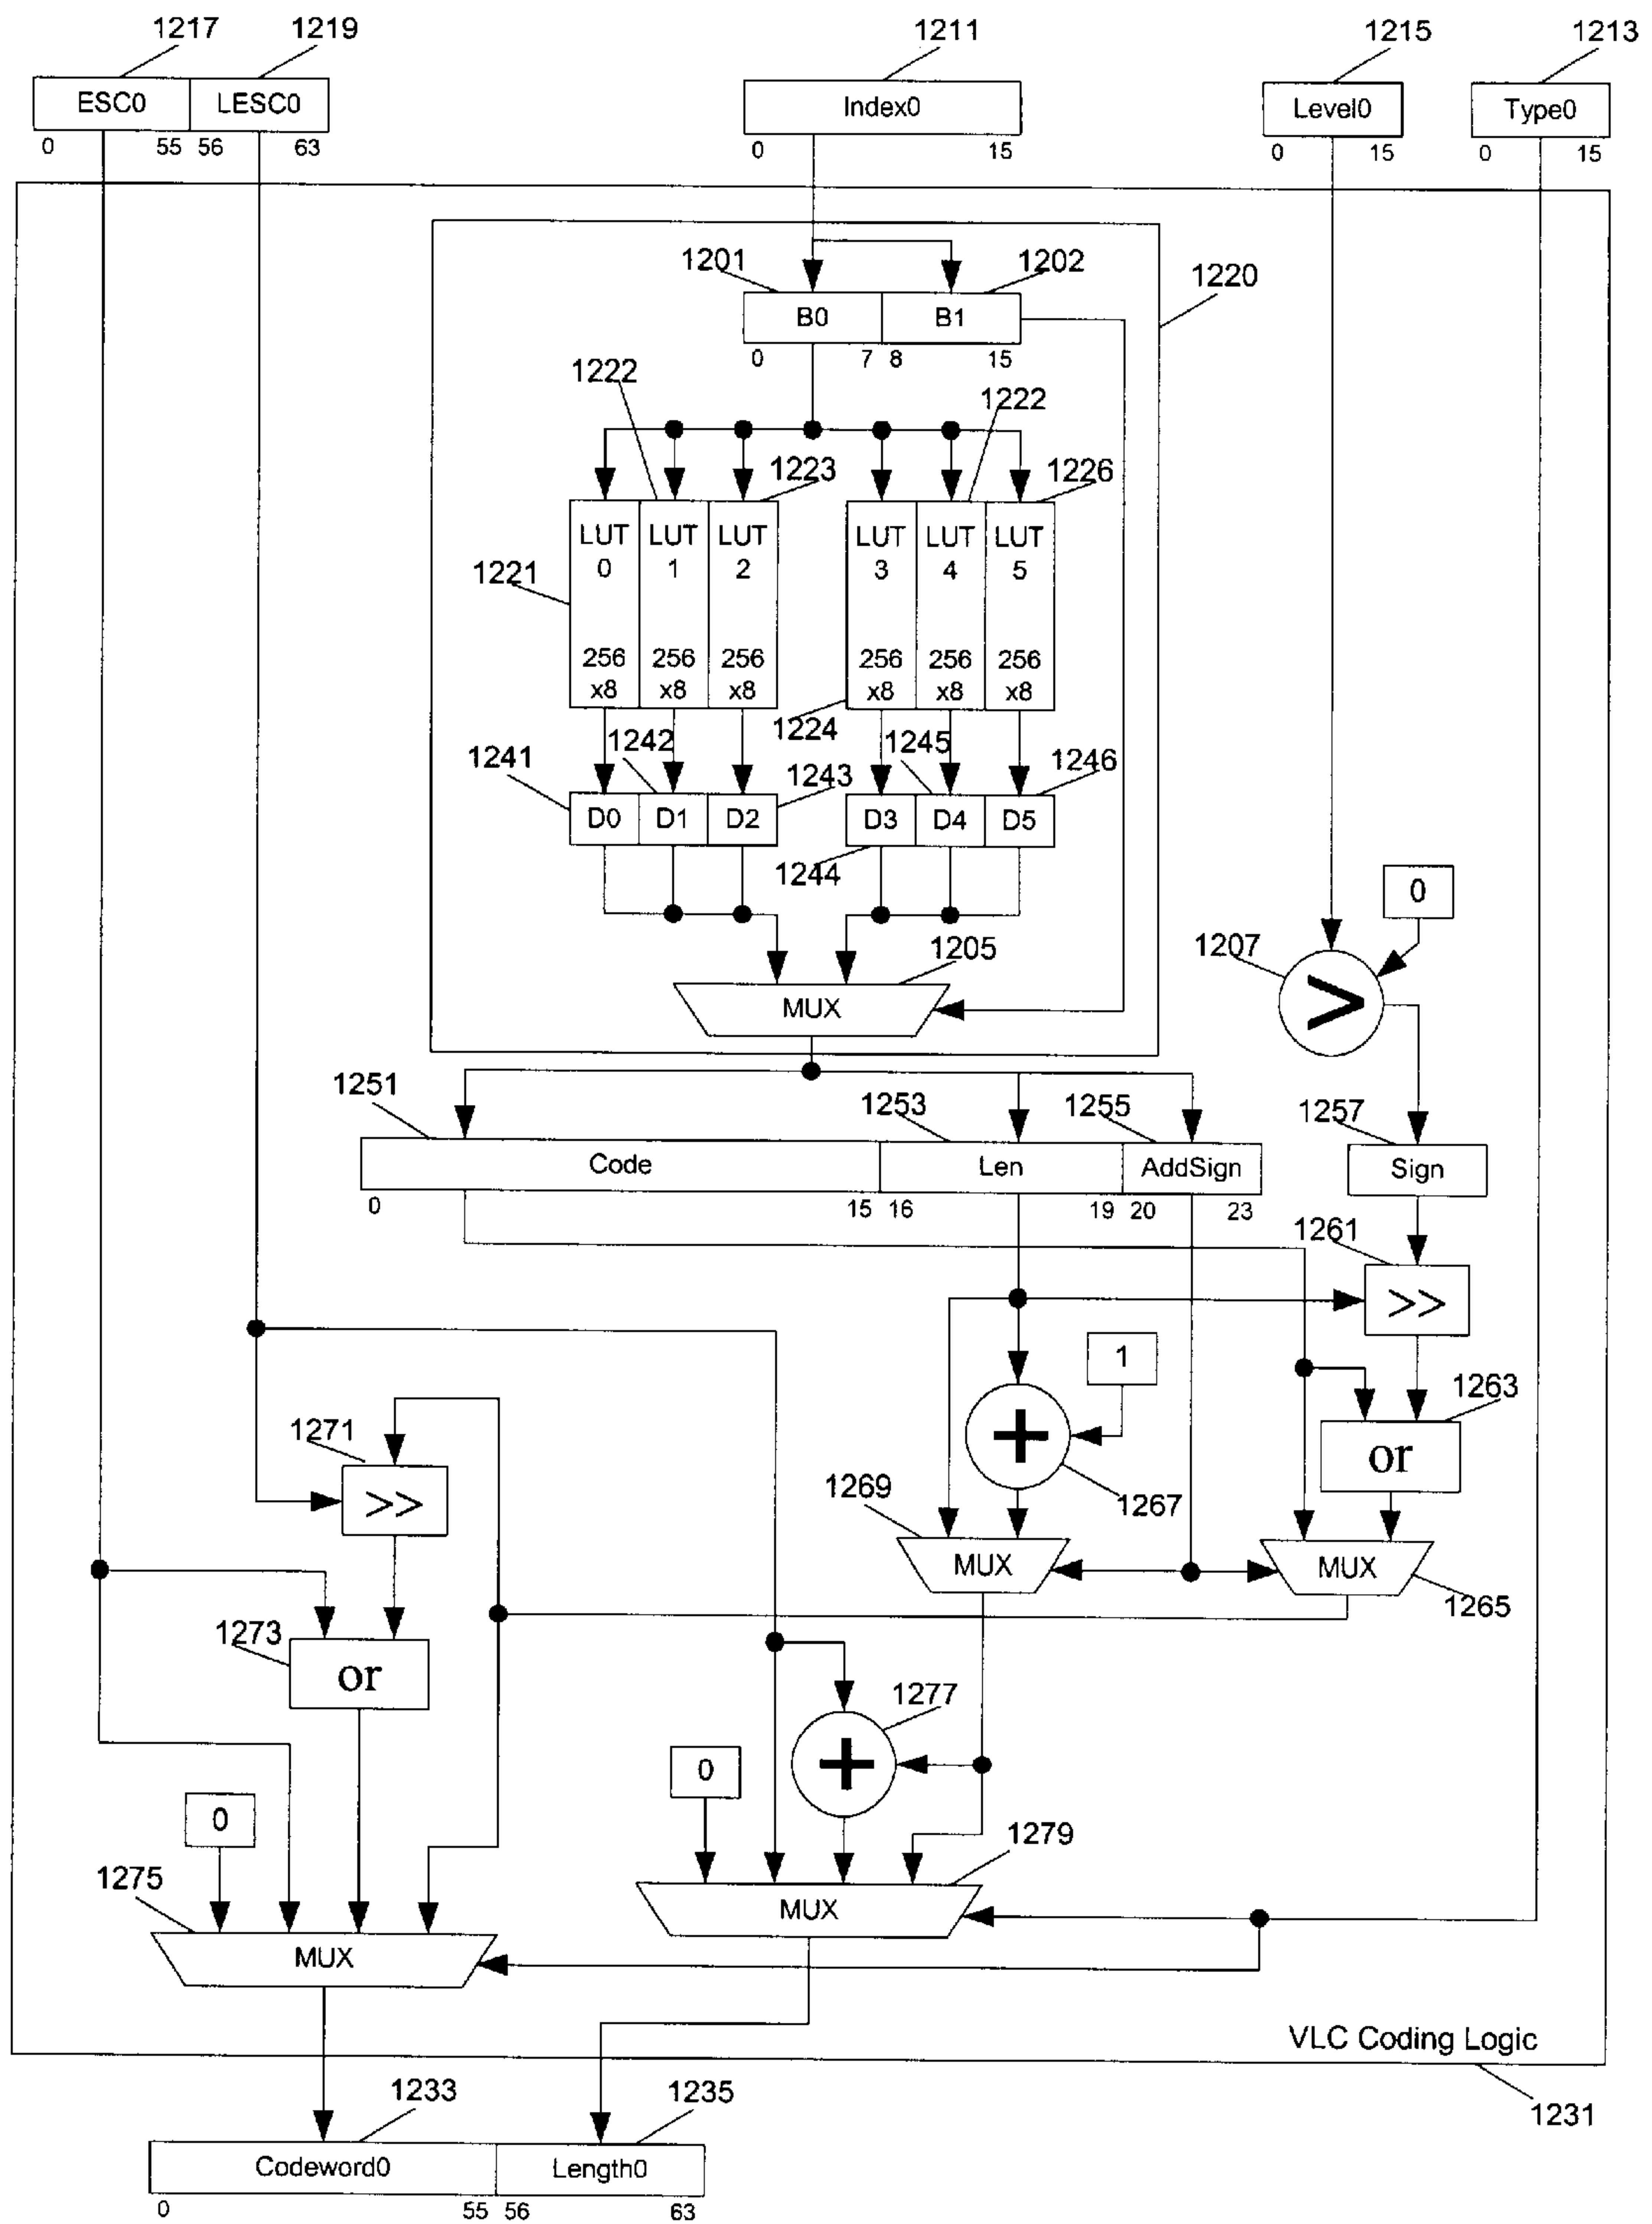 1217 1219 1211 1215 1213
ESC0 LESC0 Index0 Level0 Type0
0 55 56 63 0 15 0 15 0 15
1201 1202
1220
B0 B1
0 7 8 15
1222
1222
1223 1226
LUT LUT LUT LUT LUT LUT
0 1 2 3 4 5
1221
256 256 256 256 256 256
x8 x8 x8 x8 x8 x8
1224
1242 1245
1241 1243 1246
D0 D1 D2 D3 D4 D5
1244
0
1205 1207
MUX >
1251 1253 1255 1257
Code Len AddSign Sign
0 15 16 19 20 23
1261
>>
1
1263
1271 + or
>> 1269 1267
MUX MUX
1265
1273
or
1277
0 +
0
1279
1275
MUX
MUX
VLC Coding Logic
1233 1235
1231
Codeword0 Length0
0 55 56 63